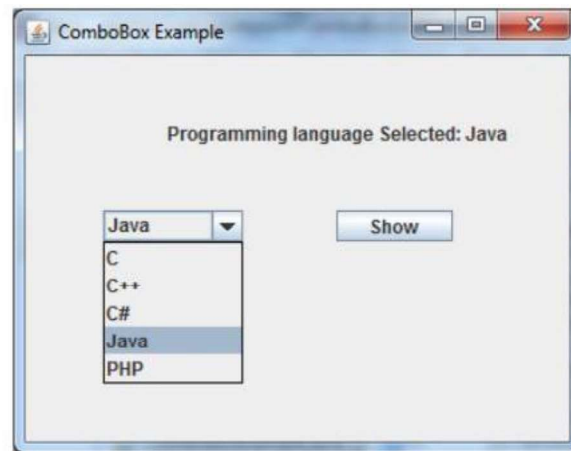 ComboBox Example
Programming language Selected: Java
Java
Show
C
C++
C#
Java
PHP